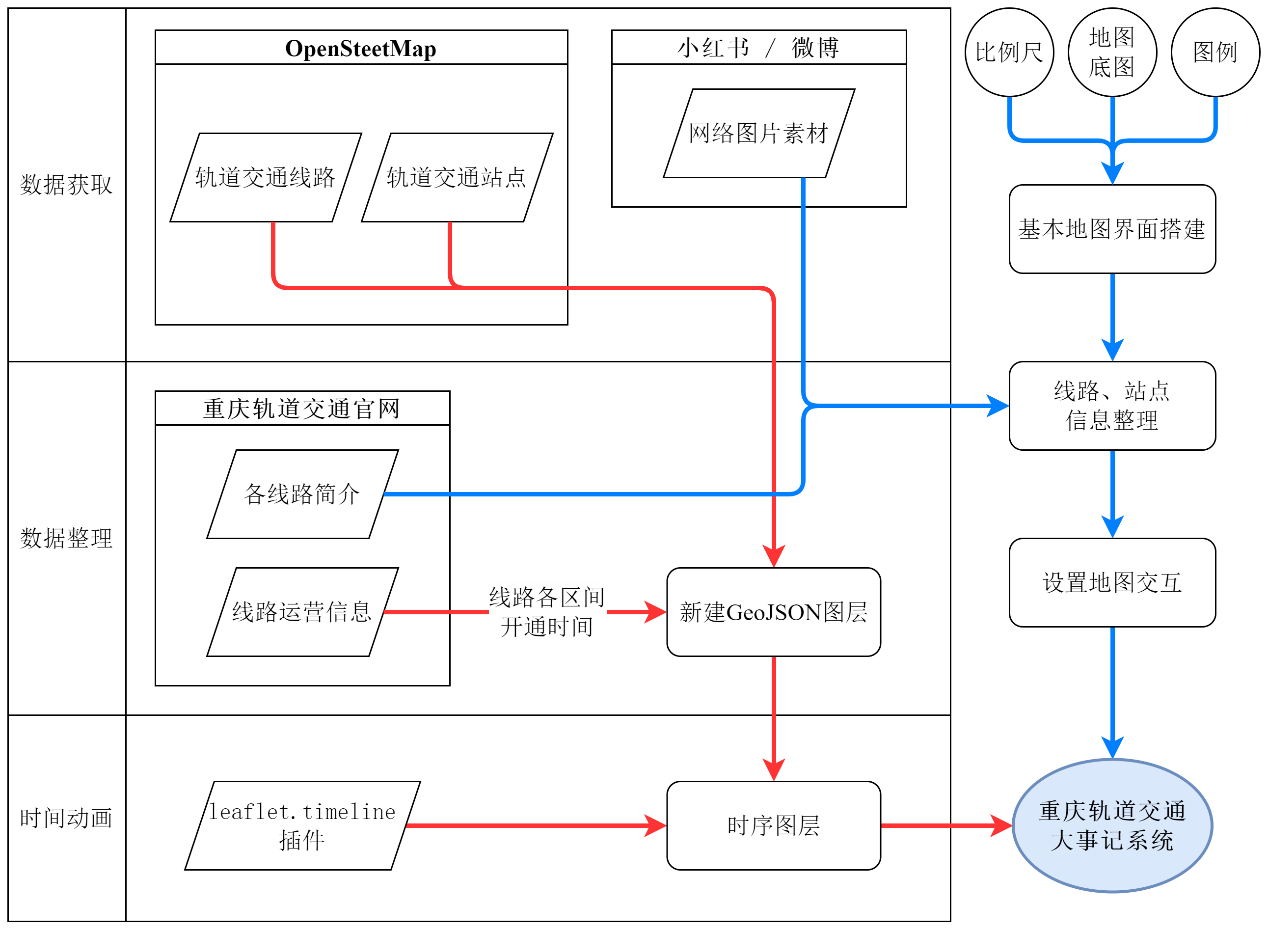 OpenSteetMap
小红书 / 微博
比例尺
地图
底图
图例
网络图片素材
数据获取
轨道交通线路
轨道交通站点
基本地图界面搭建
重庆轨道交通官网
线路、站点
信息整理
各线路简介
数据整理
设置地图交互
线路运营信息
线路各区间
开通时间
新建GeoJSON图层
时间动画
leaflet.timeline
插件
时序图层
重庆轨道交通
大事记系统